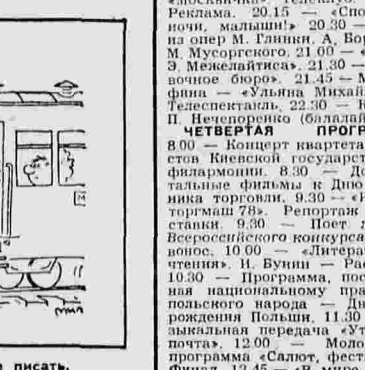 Реклама. 20.15 — «Спо
ночи, малыши!» 20.30 —
из опер М. Глинки, А. Бор
М. Мусоргского. 21.00 — «
Э. Межелайтиса». 21.30 —
вочное бюро». 21.45 — М
фина — «Ульяна Михай
Телеспектакль. 22.30 — К
П. Нечепоренко (балалай
ЧЕТВЕРТАЯ ПРОГР
8.00 — Концерт квартета
стов Киевской государст
филармонии. 8.30 — До
тальные фильмы к Дню
ника торговли. 9.30 — «И
торгмаш 78». Репортаж
ставки. 9.30 — Поет л
Всероссийского конкурса
вонос. 10.00 — «Литера
чтения». И. Бунин — Рас
10.30 — Программа, пос
ная национальному пра
польского народа — Дн
рождения Польши. 11.30
зыкальная передача «Ут
почта». 12.00 — Моло
программа «Салют, фест
М
писать.